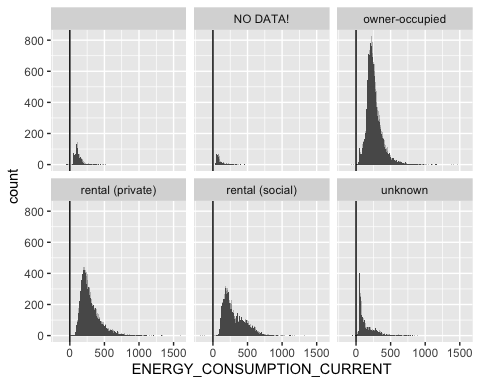 NO DATA!
owner-occupied
800
600
400
200
0
count
rental (private)
rental (social)
unknown
800
600
400
200
0
0 500 1000 1500
0 500 1000 1500
0 500 1000 1500
ENERGY_CONSUMPTION_CURRENT